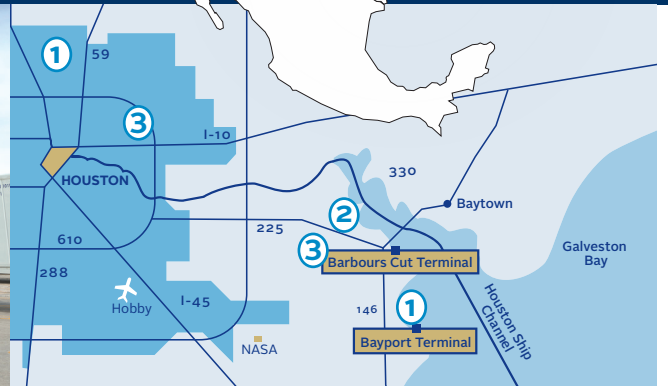 1
59
3
I-10
HOUSTON
330
Baytown
2
225
3
Barbours Cut Terminal
Galveston
Bay
610
288
Hobby
I-45
146
1
Houston Ship
Channel
NASA
Bayport Terminal